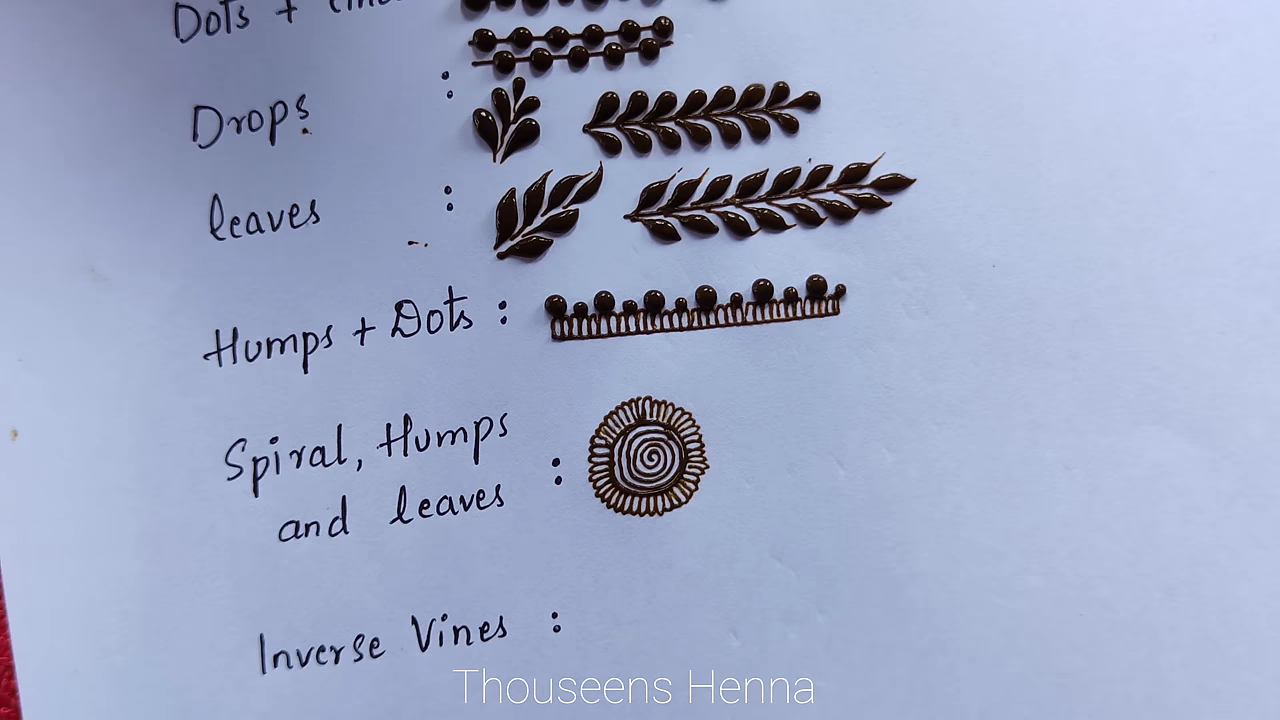 Dots +
Drops :
leaves :
Humps + Dots :
Spiral, Humps
and leaves :
Inverse Vines :
Thouseens Henna